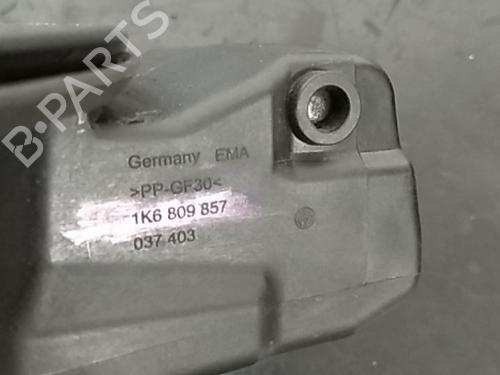 B-PARTS
Germany EMA
>PP-GF30<
1K6 809 857
037 403